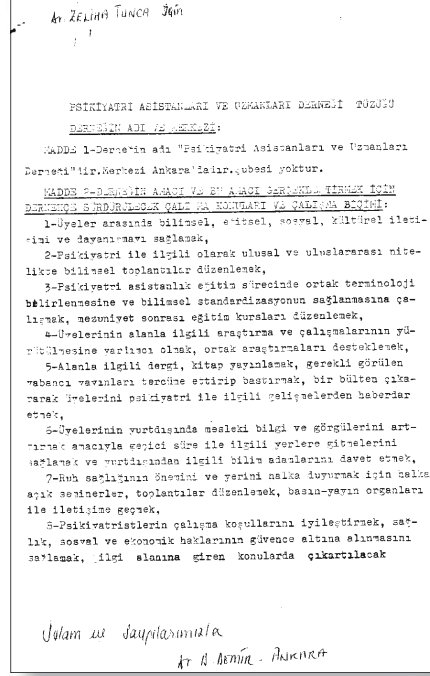 Dr. ZELİHA TUNCA için
PSİKİYATRİ ASİSTANLARI VE UZMANLARI DERNEĞİ TÜZÜĞÜ
DERNEĞİN ADI VE MERKEZİ:
MADDE 1-Derneğin adı "Psikiyatri Asistanları ve Uzmanları
Derneği"dir.Merkezi Ankara'dadır.Şubesi yoktur.
MADDE 2-DERNEĞİN AMACI VE BU AMACI GERÇEKLEŞTİRMEK İÇİN
DERNEKÇE SÜRDÜRÜLECEK ÇALIŞMA KONULARI VE ÇALIŞMA BİÇİMİ:
1-Üyeler arasında bilimsel, eğitsel, sosyal, kültürel ileti-
şimi ve dayanışmayı sağlamak,
2-Psikiyatri ile ilgili olarak ulusal ve uluslararası nite-
likte bilimsel toplantılar düzenlemek,
3-Psikiyatri asistanlık eğitim sürecinde ortak terminoloji
belirlenmesine ve bilimsel standardizasyonun sağlanmasına ça-
lışmak, mezuniyet sonrası eğitim kursları düzenlemek,
4-Üyelerinin alanla ilgili araştırma ve çalışmalarının yü-
rütülmesine yardımcı olmak, ortak araştırmaları desteklemek,
5-Alanla ilgili dergi, kitap yayınlamak, gerekli görülen
yabancı yayınları tercüme ettirip bastırmak, bir bülten çıka-
rarak üyelerini psikiyatri ile ilgili gelişmelerden haberdar
etmek,
6-Üyelerinin yurtdışında mesleki bilgi ve görgülerini art-
tırmak amacıyla geçici süre ile ilgili yerlere gitmelerini
sağlamak ve yurtdışından ilgili bilim adamlarını davet etmek,
7-Ruh sağlığının önemini ve yerini halka duyurmak için halka
açık seminerler, toplantılar düzenlemek, basın-yayın organları
ile iletişime geçmek,
8-Psikiyatristlerin çalışma koşullarını iyileştirmek, sağ-
lık, sosyal ve ekonomik haklarının güvence altına alınmasını
sağlamak, ilgi alanına giren konularda çıkartılacak
Selam ve Saygılarımızla
Dr B DEMİR - ANKARA